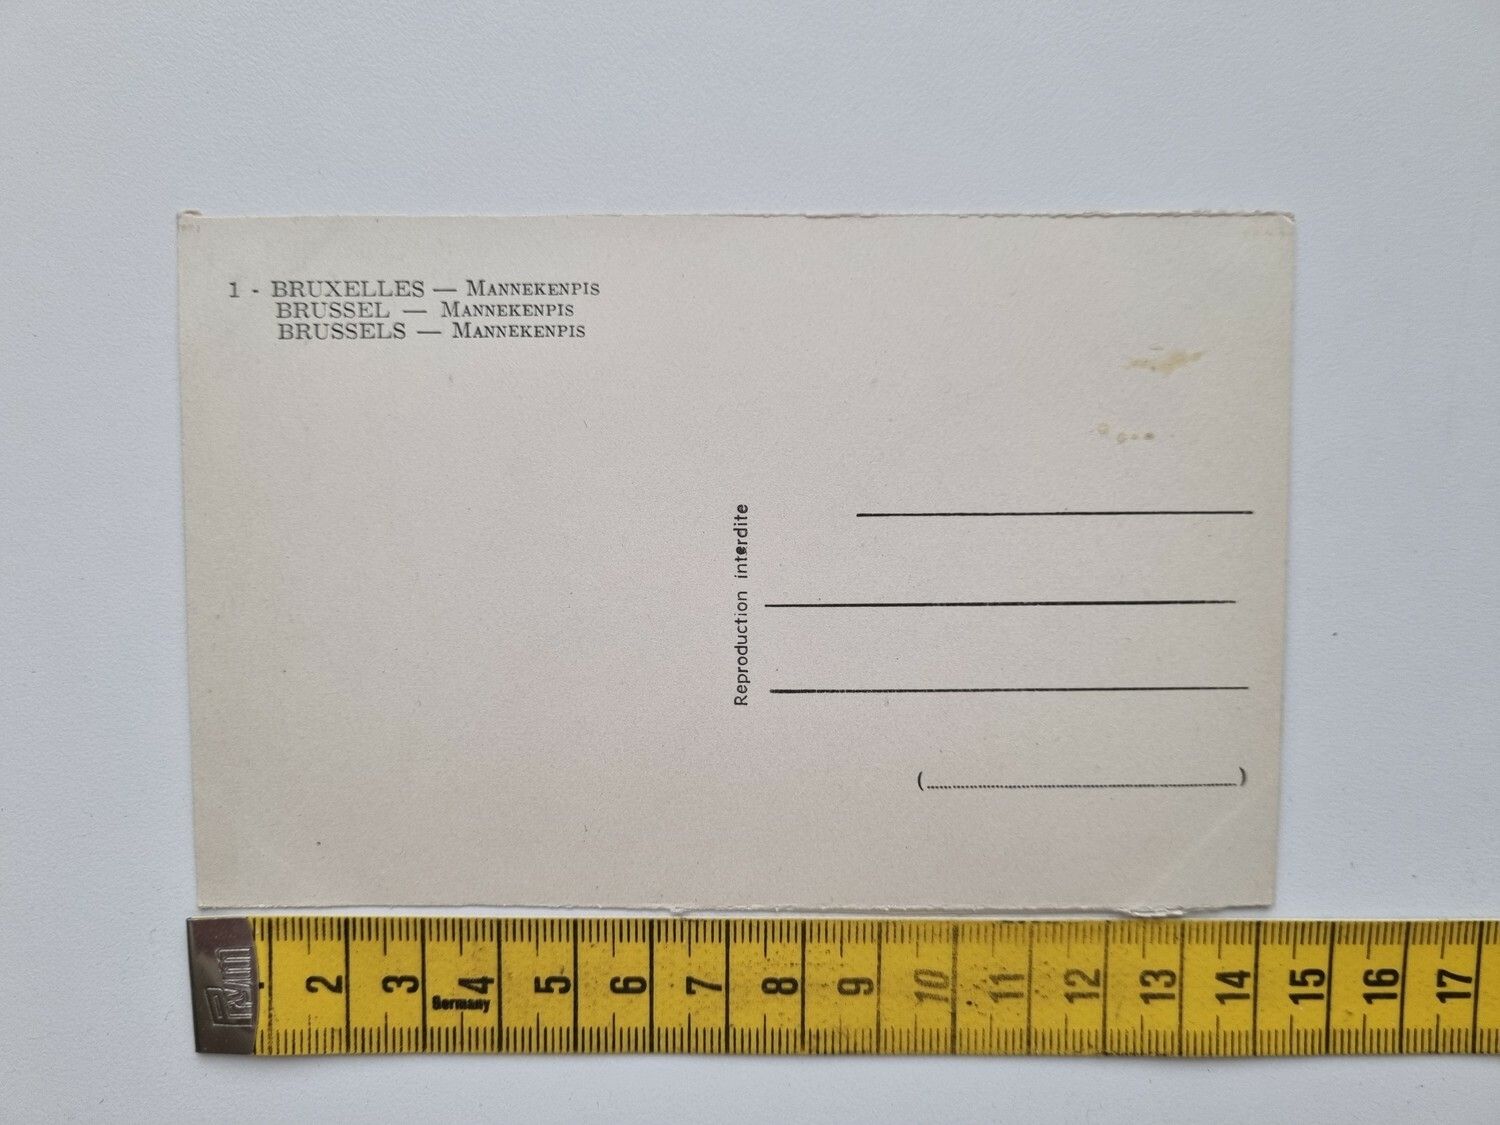 1 - BRUXELLES — MANNEKENPIS
BRUSSEL — MANNEKENPIS
BRUSSELS — MANNEKENPIS
Reproduction interdite
(....................)
Prym 2 3 4 5 6 7 8 9 10 11 12 13 14 15 16 17
Germany